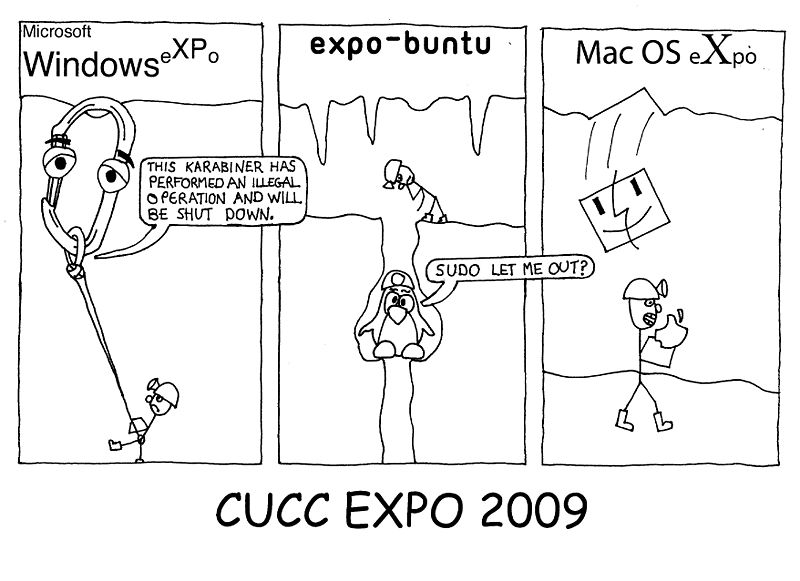 Microsoft
Windows eXPo
THIS KARABINER HAS
PERFORMED AN ILLEGAL
OPERATION AND WILL
BE SHUT DOWN.
expo-buntu
SUDO LET ME OUT?
Mac OS eXpo
CUCC EXPO 2009